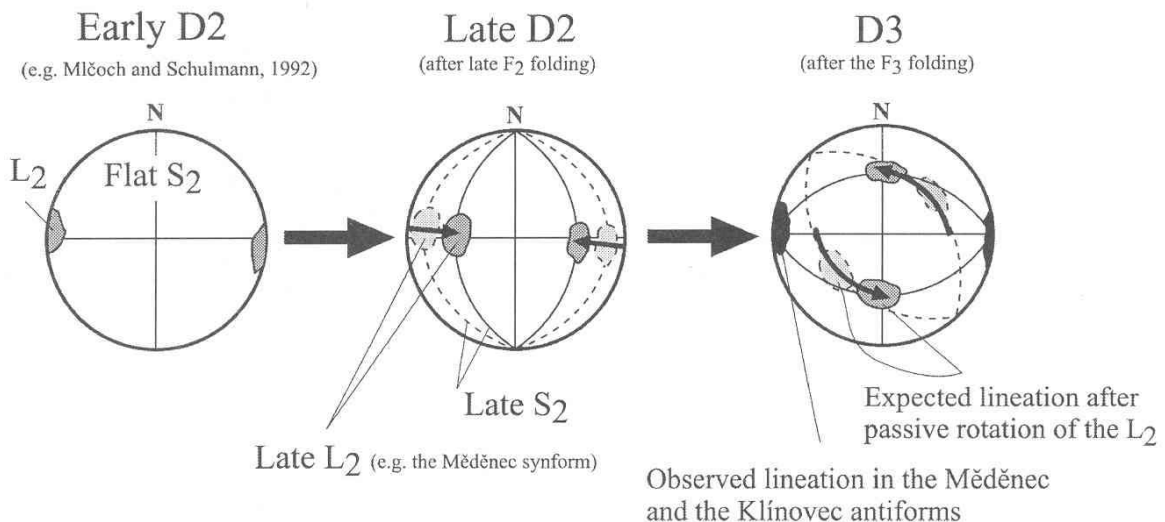 Early D2
(e.g. Mlčoch and Schulmann, 1992)
N
L2
Flat S2
Late D2
(after late F2 folding)
N
Late S2
Late L2 (e.g. the Měděnec synform)
D3
(after the F3 folding)
N
Expected lineation after
passive rotation of the L2
Observed lineation in the Měděnec
and the Klínovec antiforms